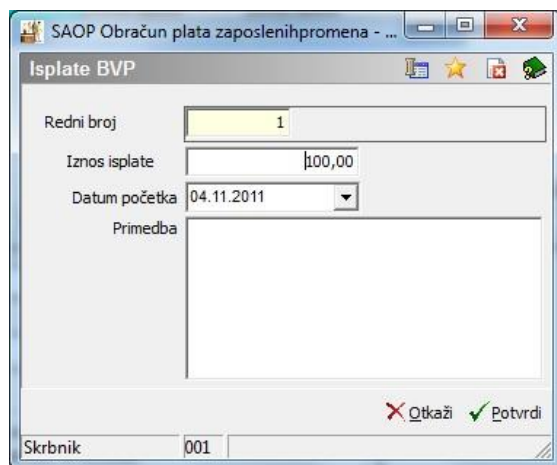 SAOP Obračun plata zaposlenihpromena - ...
Isplate BVP
Redni broj 1
Iznos isplate 100,00
Datum početka 04.11.2011
Primedba
Otkaži Potvrdi
Skrbnik 001